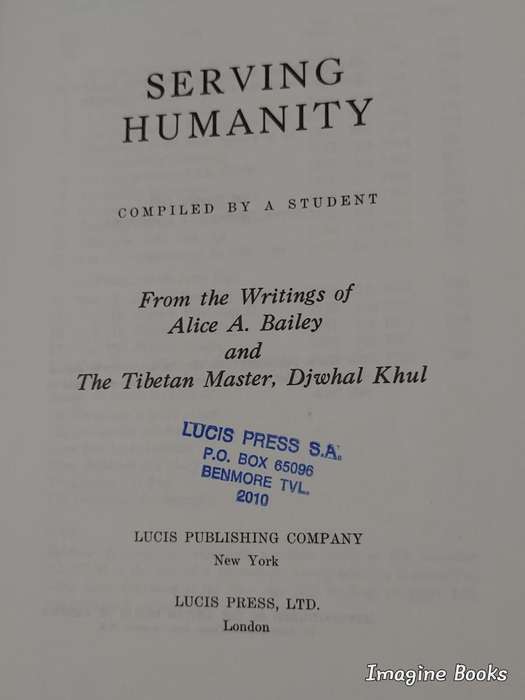 SERVING
HUMANITY
COMPILED BY A STUDENT
From the Writings of
Alice A. Bailey
and
The Tibetan Master, Djwhal Khul
LUCIS PRESS S.A.
P.O. BOX 65096
BENMORE TVL.
2010
LUCIS PUBLISHING COMPANY
New York
LUCIS PRESS, LTD.
London
Imagine Books